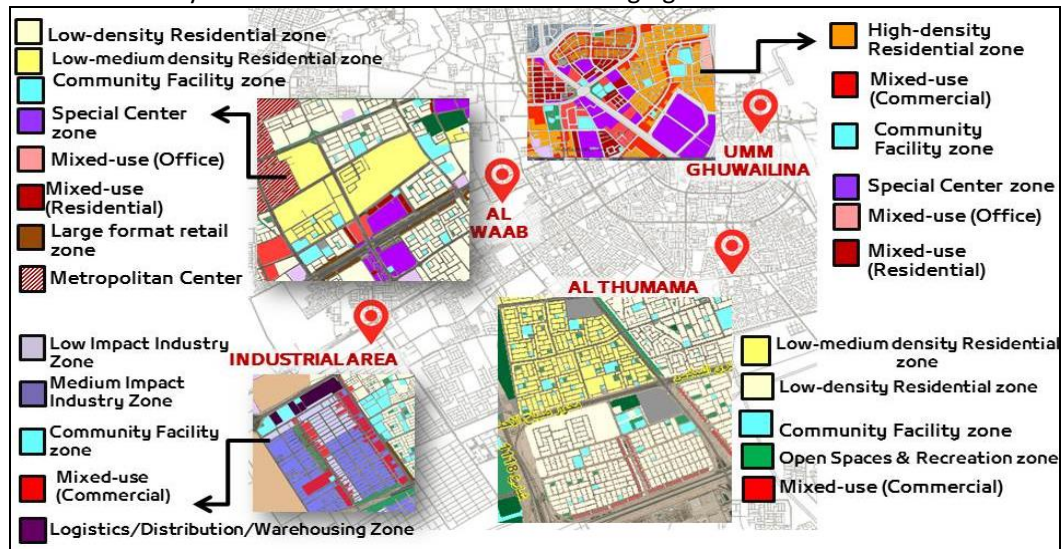 Low-density Residential zone
Low-medium density Residential zone
Community Facility zone
Special Center
zone
Mixed-use (Office)
Mixed-use
(Residential)
Large format retail
zone
Metropolitan Center
High-density
Residential zone
Mixed-use
(Commercial)
Community
Facility zone
Special Center zone
Mixed-use (Office)
Mixed-use
(Residential)
UMM
GHUWAILINA
AL
WAAB
AL THUMAMA
INDUSTRIAL AREA
Low Impact Industry
Zone
Medium Impact
Industry Zone
Community Facility
zone
Mixed-use
(Commercial)
Logistics/Distribution/Warehousing Zone
Low-medium density Residential
zone
Low-density Residential zone
Community Facility zone
Open Spaces & Recreation zone
Mixed-use (Commercial)